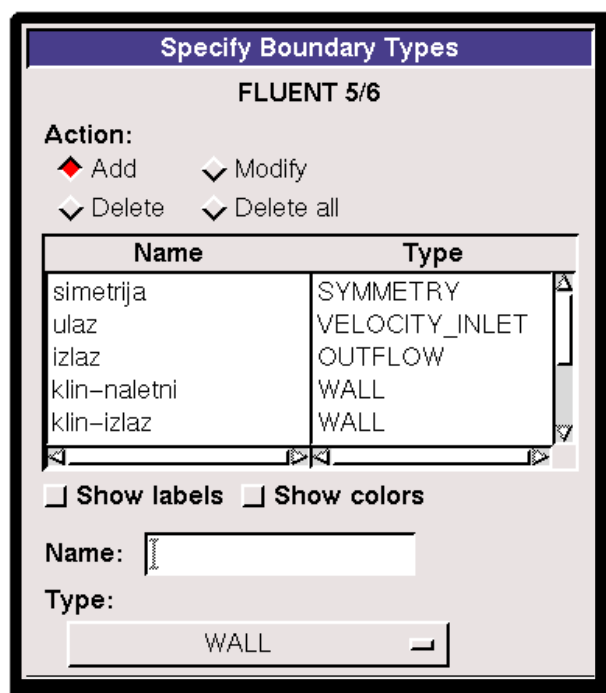 Specify Boundary Types
FLUENT 5/6
Action:
Add Modify
Delete Delete all
Name Type
simetrija SYMMETRY
ulaz VELOCITY_INLET
izlaz OUTFLOW
klin-naletni WALL
klin-izlaz WALL
Show labels Show colors
Name:
Type:
WALL